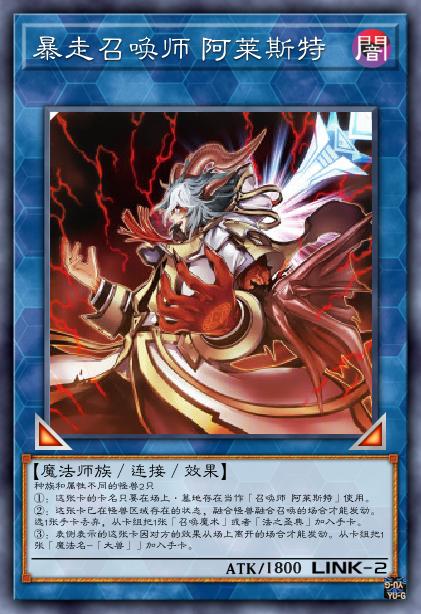 暴走召唤师 阿莱斯特
闇
【魔法师族／连接／效果】
种族和属性不同的怪兽2只
①：这张卡的卡名只要在场上・墓地存在当作「召唤师 阿莱斯特」使用。
②：这张卡已在怪兽区域存在的状态，融合怪兽融合召唤的场合才能发动。
选1张手卡丢弃，从卡组把1张「召唤魔术」或者「法之圣典」加入手卡。
③：表侧表示的这张卡因对方的效果从场上离开的场合才能发动。从卡组把1
张「魔法名-「大兽」」加入手卡。
ATK/1800 LINK-2